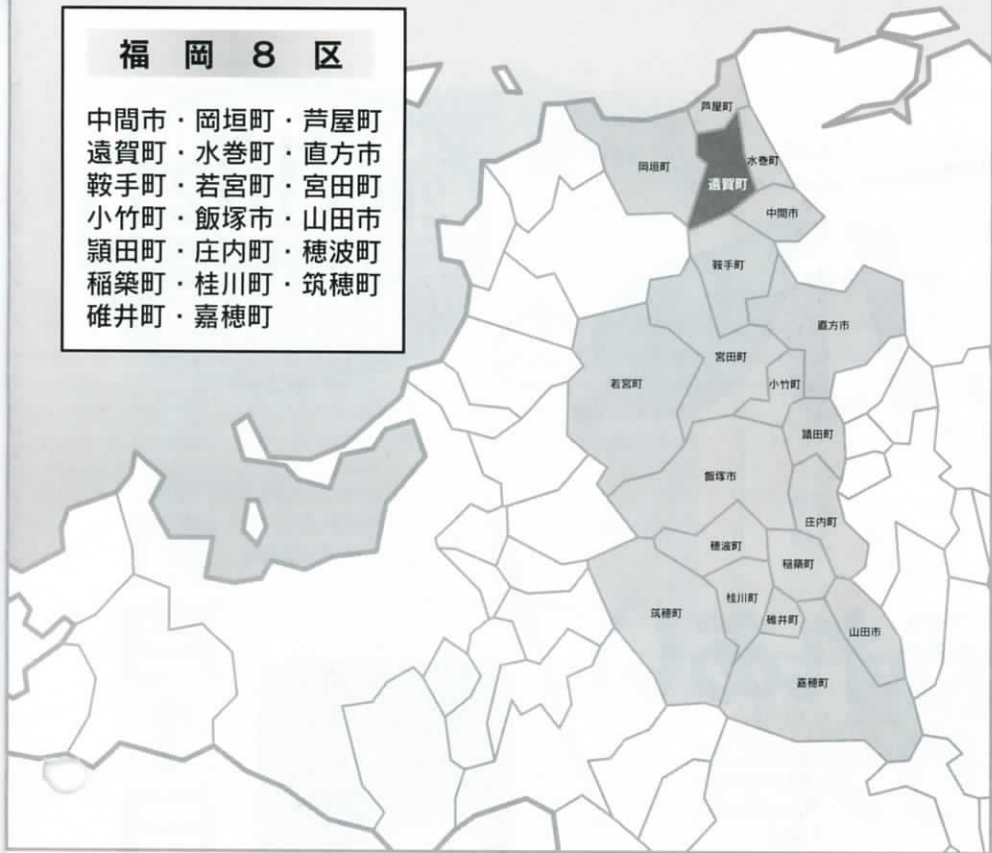 福岡8区
中間市・岡垣町・芦屋町
遠賀町・水巻町・直方市
鞍手町・若宮町・宮田町
小竹町・飯塚市・山田市
頴田町・庄内町・穂波町
稲築町・桂川町・筑穂町
碓井町・嘉穂町
芦屋町
岡垣町
水巻町
遠賀町
中間市
鞍手町
直方市
宮田町
若宮町
小竹町
頴田町
飯塚市
庄内町
穂波町
稲築町
桂川町
筑穂町
碓井町
山田市
嘉穂町